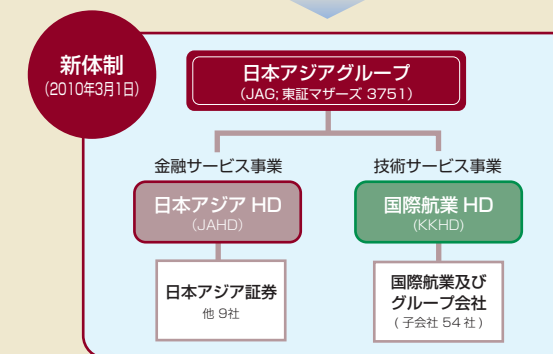 新体制
(2010年3月1日)
日本アジアグループ
(JAG; 東証マザーズ 3751)
金融サービス事業
技術サービス事業
日本アジア HD
(JAHD)
国際航業 HD
(KKHD)
日本アジア証券
他 9社
国際航業及び
グループ会社
( 子会社 54 社 )